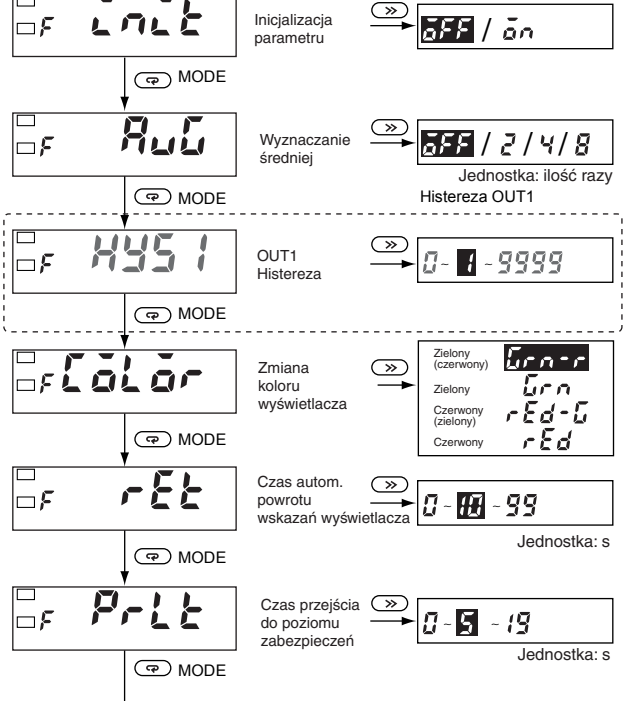 F init Inicjalizacja
parametru » oFF / on
MODE
F AvG Wyznaczanie
średniej » oFF / 2 / 4 / 8
Jednostka: ilość razy
MODE Histereza OUT1
F HYS1 OUT1
Histereza » 0 ~ 1 ~ 9999
MODE
F CoLor Zmiana
koloru
wyświetlacza »
Zielony
(czerwony) Grn-r
Zielony Grn
Czerwony
(zielony) rEd-G
Czerwony rEd
MODE
F rEt Czas autom.
powrotu
wskazań wyświetlacza » 0 ~ 10 ~ 99
Jednostka: s
MODE
F PrLt Czas przejścia
do poziomu
zabezpieczeń » 0 ~ 5 ~ 19
Jednostka: s
MODE